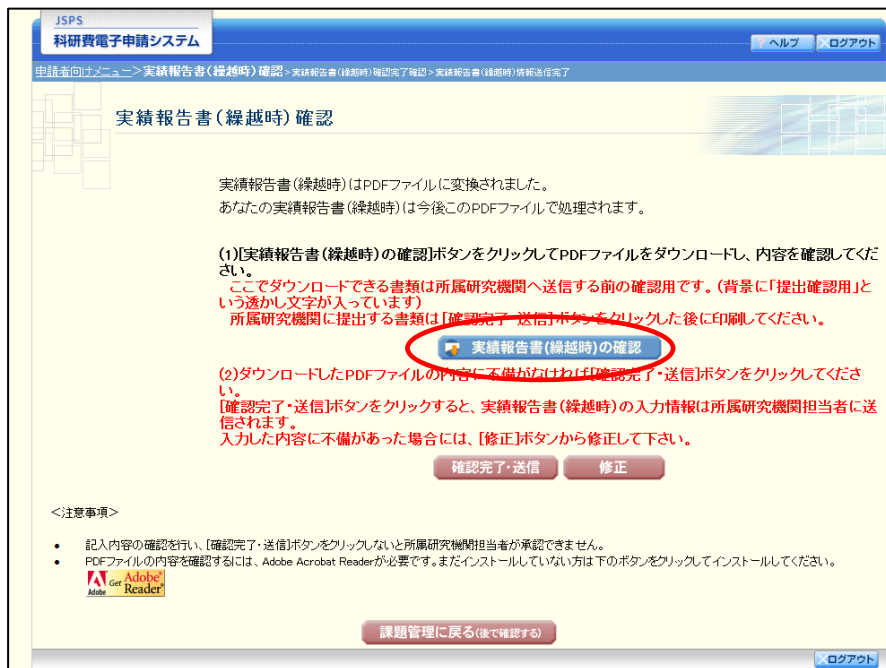 JSPS
科研費電子申請システム
? ヘルプ
×ログアウト
申請者向けメニュー>実績報告書(繰越時)確認>実績報告書(繰越時)確認完了確認>実績報告書(繰越時)情報送信完了
実績報告書(繰越時)確認
実績報告書(繰越時)はPDFファイルに変換されました。
あなたの実績報告書(繰越時)は今後このPDFファイルで処理されます。
(1)[実績報告書(繰越時)の確認]ボタンをクリックしてPDFファイルをダウンロードし、内容を確認してくだ
さい。
ここでダウンロードできる書類は所属研究機関へ送信する前の確認用です。(背景に「提出確認用」と
いう透かし文字が入っています)
所属研究機関に提出する書類は[確認完了・送信]ボタンをクリックした後に印刷してください。
実績報告書(繰越時)の確認
(2)ダウンロードしたPDFファイルの内容に不備がなければ[確認完了・送信]ボタンをクリックしてくださ
い。
[確認完了・送信]ボタンをクリックすると、実績報告書(繰越時)の入力情報は所属研究機関担当者に送
信されます。
入力した内容に不備があった場合には、[修正]ボタンから修正して下さい。
確認完了・送信
修正
<注意事項>
• 記入内容の確認を行い、[確認完了・送信]ボタンをクリックしないと所属研究機関担当者が承認できません。
• PDFファイルの内容を確認するには、Adobe Acrobat Readerが必要です。まだインストールしていない方は下のボタンをクリックしてインストールしてください。
Adobe Get Adobe® Reader®
課題管理に戻る(後で確認する)
×ログアウト